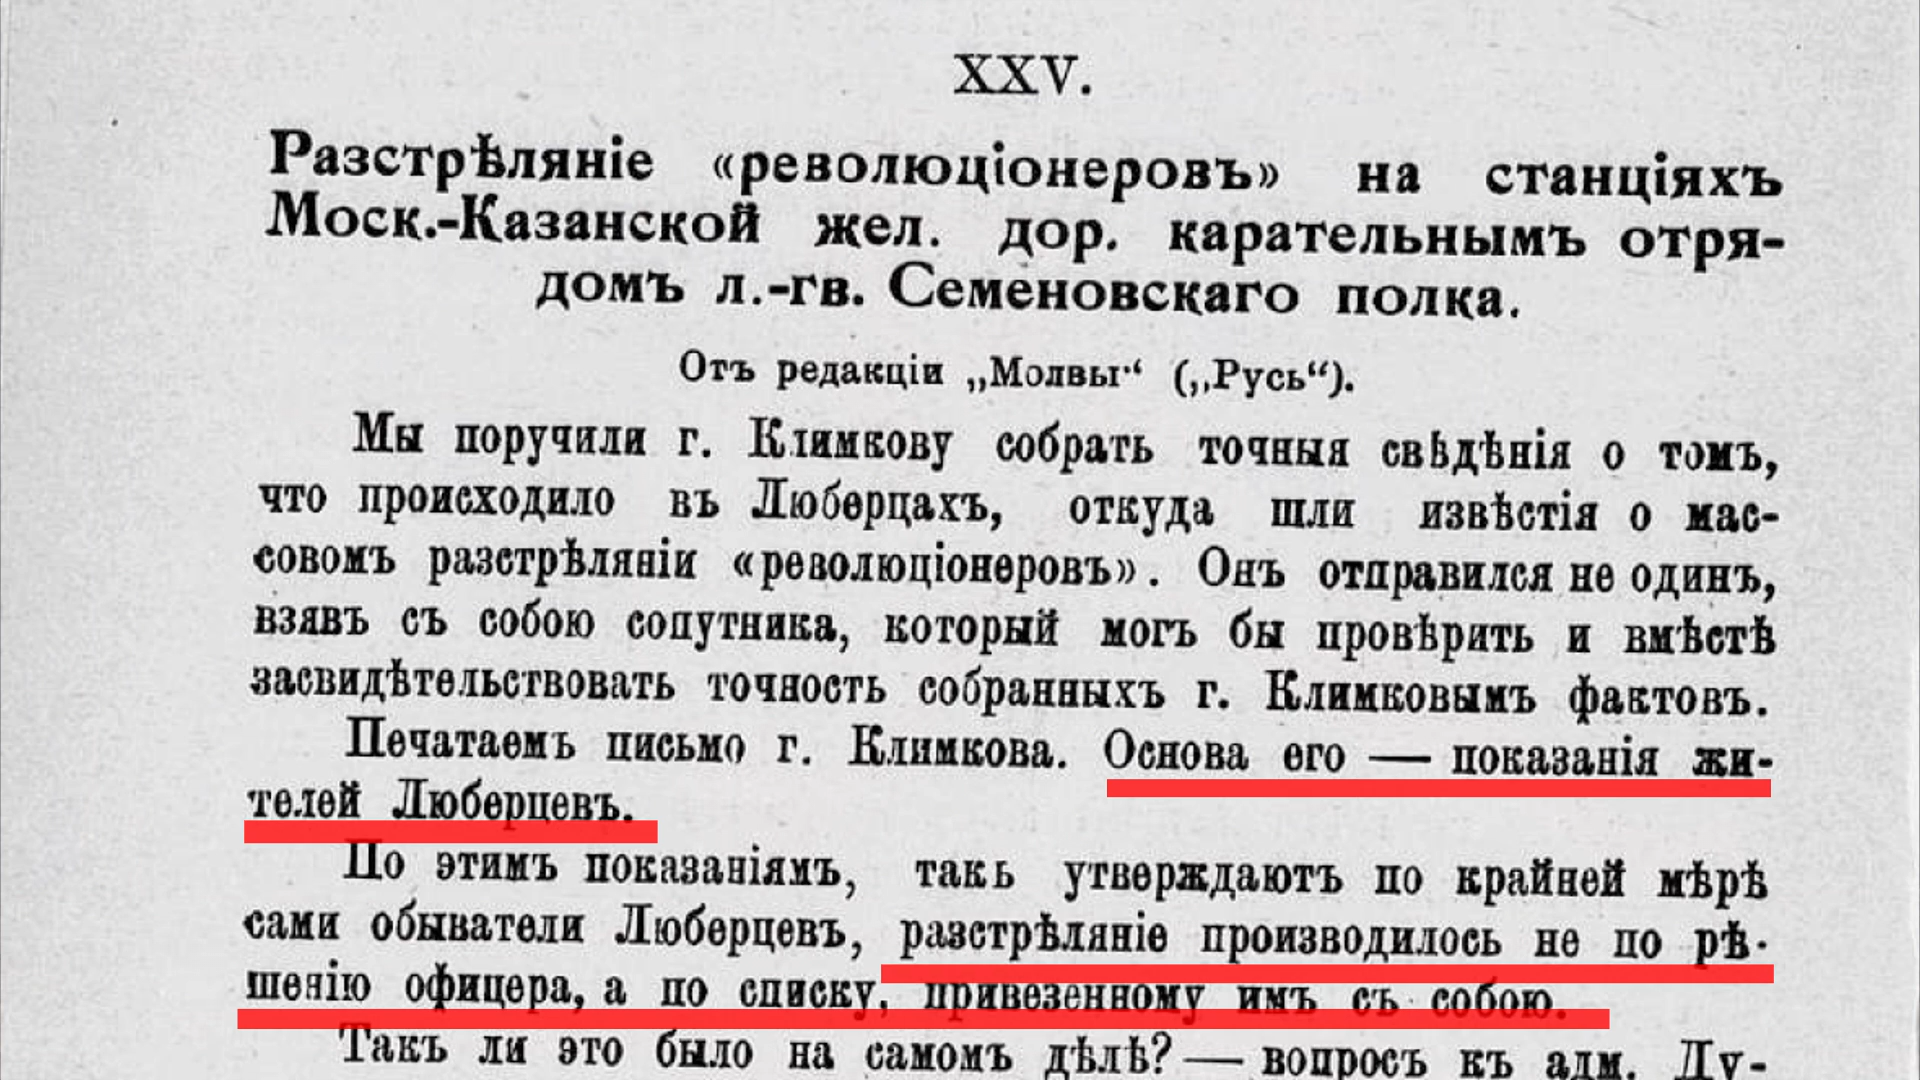 XXV.
Разстрѣляніе «революціонеровъ» на станціяхъ
Моск.-Казанской жел. дор. карательнымъ отря-
домъ л.-гв. Семеновскаго полка.
Отъ редакціи „Молвы“ („Русь“).
Мы поручили г. Климкову собрать точныя свѣдѣнія о томъ,
что происходило въ Люберцахъ, откуда шли извѣстія о мас-
совомъ разстрѣляніи «революціонеровъ». Онъ отправился не одинъ,
взявъ съ собою сопутника, который могъ бы провѣрить и вмѣстѣ
засвидѣтельствовать точность собранныхъ г. Климковымъ фактовъ.
Печатаемъ письмо г. Климкова. Основа его — показанія жи-
телей Люберцевъ.
По этимъ показаніямъ, такъ утверждаютъ по крайней мѣрѣ
сами обыватели Люберцевъ, разстрѣляніе производилось не по рѣ-
шенію офицера, а по списку, привезенному имъ съ собою.
Такъ ли это было на самомъ дѣлѣ? — вопросъ къ адм. Ду-